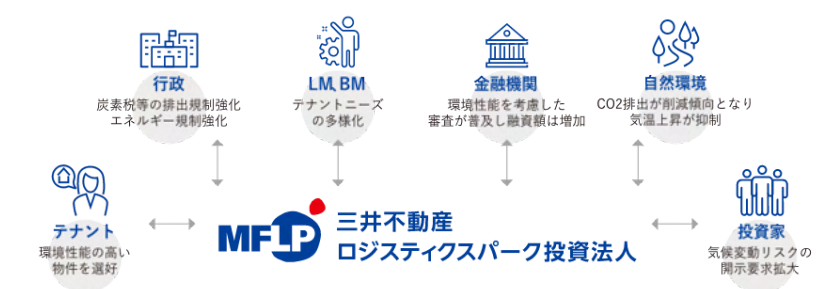 行政
炭素税等の排出規制強化
エネルギー規制強化
LM、BM
テナントニーズ
の多様化
金融機関
環境性能を考慮した
審査が普及し融資額は増加
自然環境
CO2排出が削減傾向となり
気温上昇が抑制
テナント
環境性能の高い
物件を選好
MFLP
三井不動産
ロジスティクスパーク投資法人
投資家
気候変動リスクの
開示要求拡大